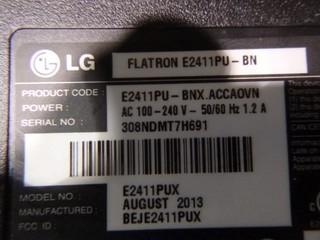 LG FLATRON E2411PU-BN
PRODUCT CODE : E2411PU-BNX.ACCAOVN
POWER : AC 100-240 V - 50/60 Hz 1.2 A
SERIAL NO : 308NDMT7H691
MODEL NO : E2411PUX
MANUFACTURED : AUGUST 2013
FCC ID : BEJE2411PUX